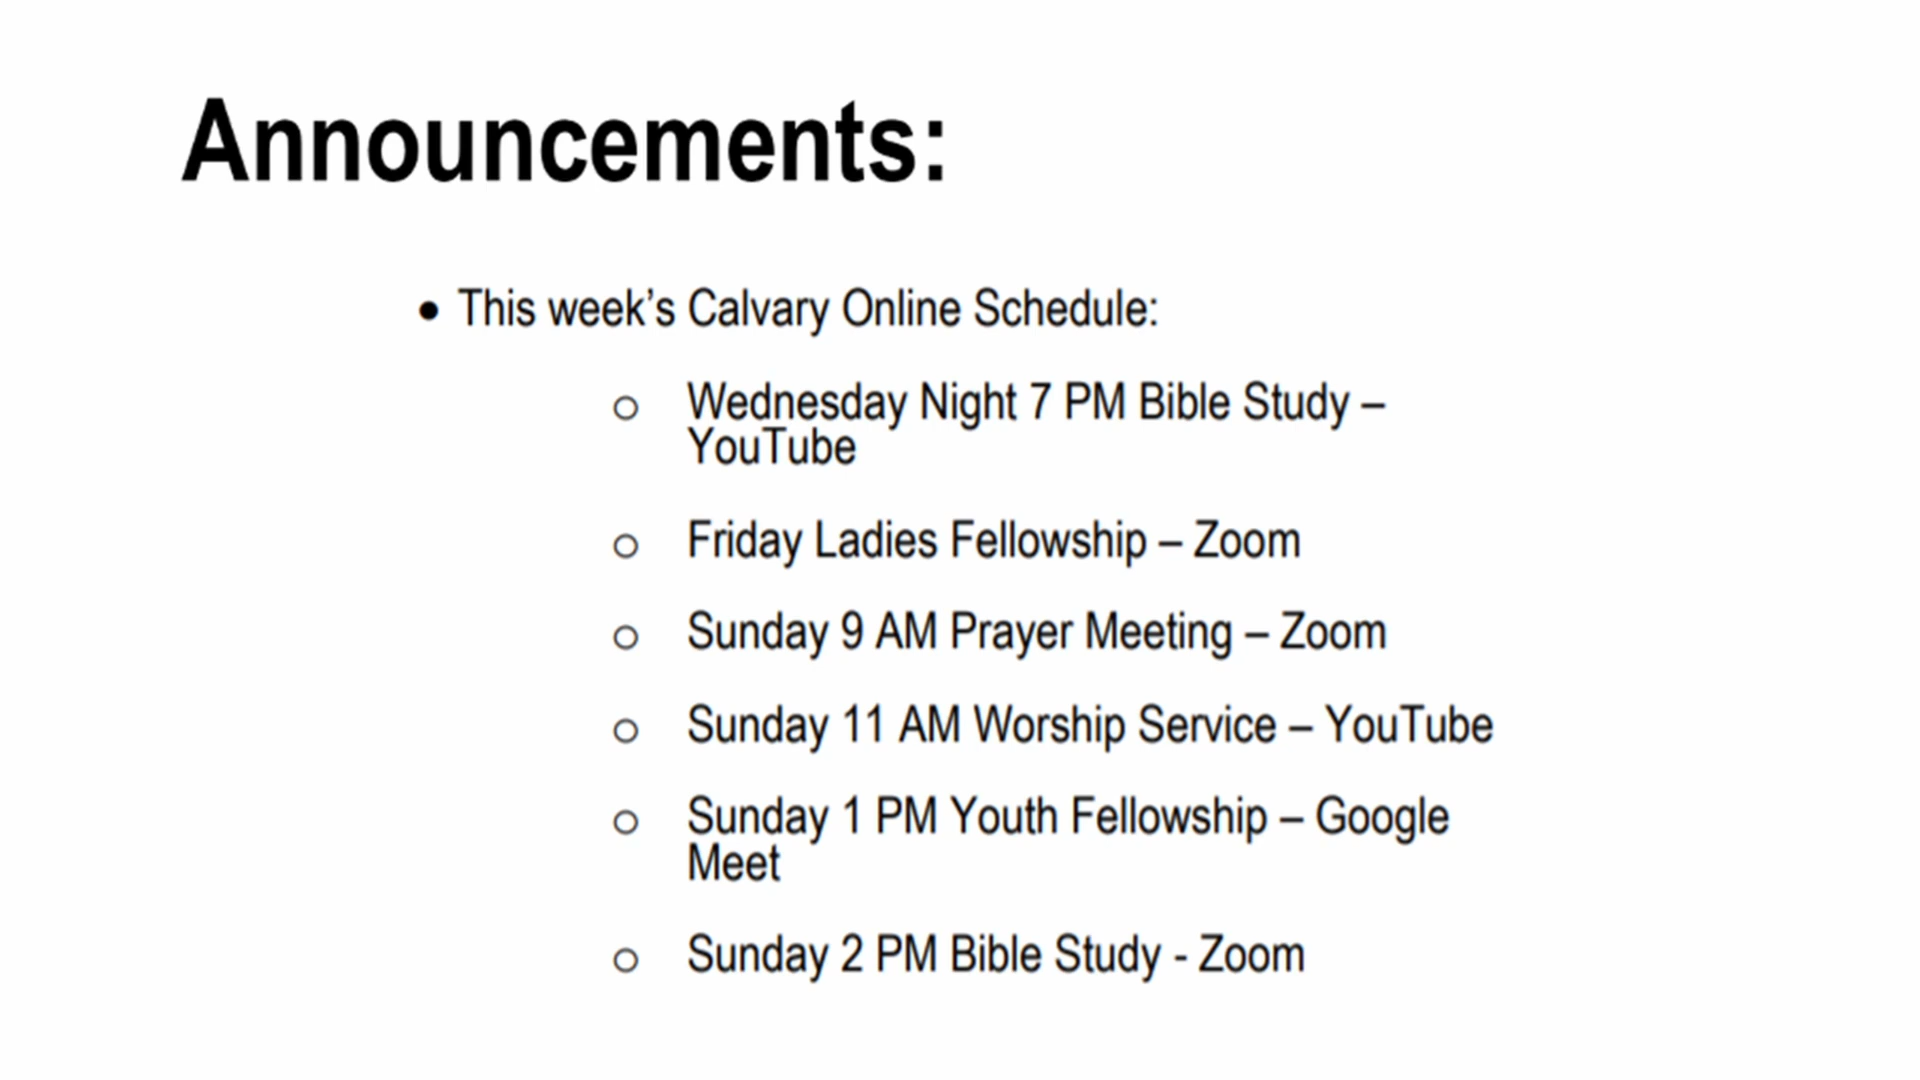 Announcements:
• This week’s Calvary Online Schedule:
o Wednesday Night 7 PM Bible Study –
YouTube
o Friday Ladies Fellowship – Zoom
o Sunday 9 AM Prayer Meeting – Zoom
o Sunday 11 AM Worship Service – YouTube
o Sunday 1 PM Youth Fellowship – Google
Meet
o Sunday 2 PM Bible Study - Zoom